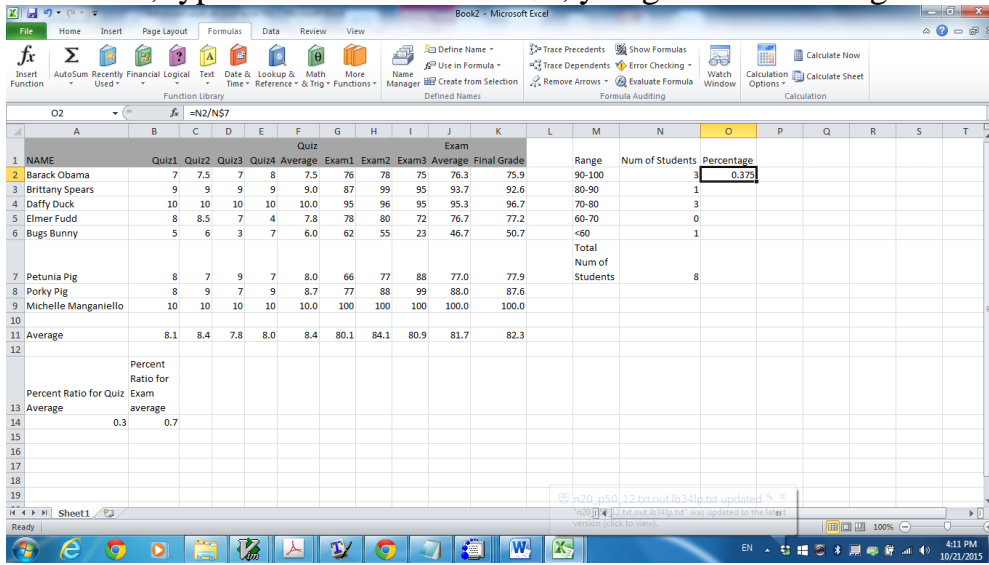 Book2 - Microsoft Excel
File Home Insert Page Layout Formulas Data Review View
Insert Function AutoSum Recently Used Financial Logical Text Date & Time Lookup & Reference Math & Trig More Functions
Function Library
Name Manager Define Name Use in Formula Create from Selection
Defined Names
Trace Precedents Trace Dependents Remove Arrows Show Formulas Error Checking Evaluate Formula
Formula Auditing
Watch Window Calculation Options Calculate Now Calculate Sheet
Calculation
O2 fx =N2/N$7
A B C D E F G H I J K L M N O P Q R S T
1 NAME Quiz1 Quiz2 Quiz3 Quiz4 Quiz Average Exam1 Exam2 Exam3 Exam Average Final Grade Range Num of Students Percentage
2 Barack Obama 7 7.5 7 8 7.5 76 78 75 76.3 75.9 90-100 3 0.375
3 Brittany Spears 9 9 9 9 9.0 87 99 95 93.7 92.6 80-90 1
4 Daffy Duck 10 10 10 10 10.0 95 96 95 95.3 96.7 70-80 3
5 Elmer Fudd 8 8.5 7 4 7.8 78 80 72 76.7 77.2 60-70 0
6 Bugs Bunny 5 6 3 7 6.0 62 55 23 46.7 50.7 <60 1
7 Petunia Pig 8 7 9 7 8.0 66 77 88 77.0 77.9 Total Num of Students 8
8 Porky Pig 8 9 7 9 8.7 77 88 99 88.0 87.6
9 Michelle Manganiello 10 10 10 10 10.0 100 100 100 100.0 100.0
10
11 Average 8.1 8.4 7.8 8.0 8.4 80.1 84.1 80.9 81.7 82.3
12
13 Percent Ratio for Quiz Average Percent Ratio for Exam average
14 0.3 0.7
15
16
17
18
19
n20_p50_12.txt.out.lb34lp.txt updated
Sheet1
was updated to the latest
version (click to view).
Ready 100%
EN 4:11 PM
10/21/2015